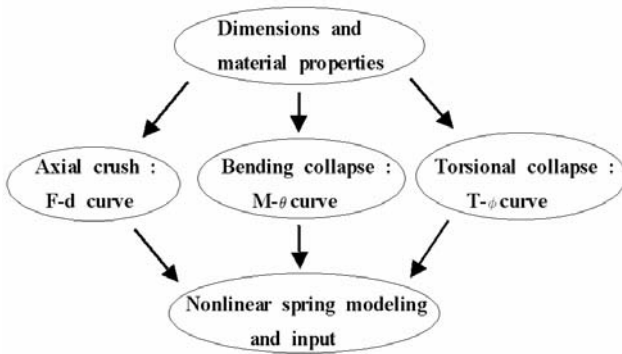 Dimensions and
material properties
Axial crush :
F-d curve
Bending collapse :
M-θ curve
Torsional collapse :
T-ϕ curve
Nonlinear spring modeling
and input